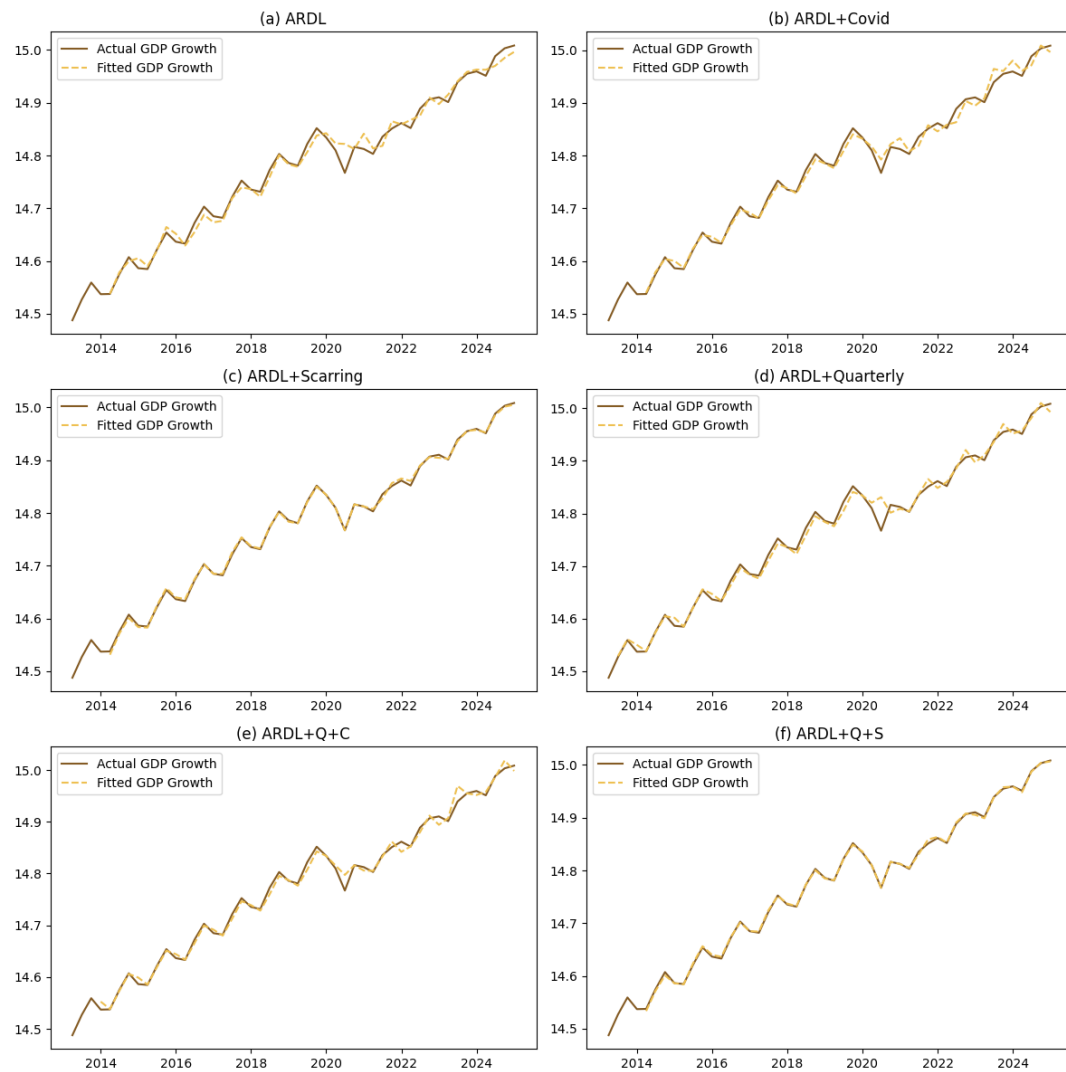 (a) ARDL
15.0
14.9
14.8
14.7
14.6
14.5
Actual GDP Growth
Fitted GDP Growth
2014 2016 2018 2020 2022 2024
(b) ARDL+Covid
15.0
14.9
14.8
14.7
14.6
14.5
Actual GDP Growth
Fitted GDP Growth
2014 2016 2018 2020 2022 2024
(c) ARDL+Scarring
15.0
14.9
14.8
14.7
14.6
14.5
Actual GDP Growth
Fitted GDP Growth
2014 2016 2018 2020 2022 2024
(d) ARDL+Quarterly
15.0
14.9
14.8
14.7
14.6
14.5
Actual GDP Growth
Fitted GDP Growth
2014 2016 2018 2020 2022 2024
(e) ARDL+Q+C
15.0
14.9
14.8
14.7
14.6
14.5
Actual GDP Growth
Fitted GDP Growth
2014 2016 2018 2020 2022 2024
(f) ARDL+Q+S
15.0
14.9
14.8
14.7
14.6
14.5
Actual GDP Growth
Fitted GDP Growth
2014 2016 2018 2020 2022 2024